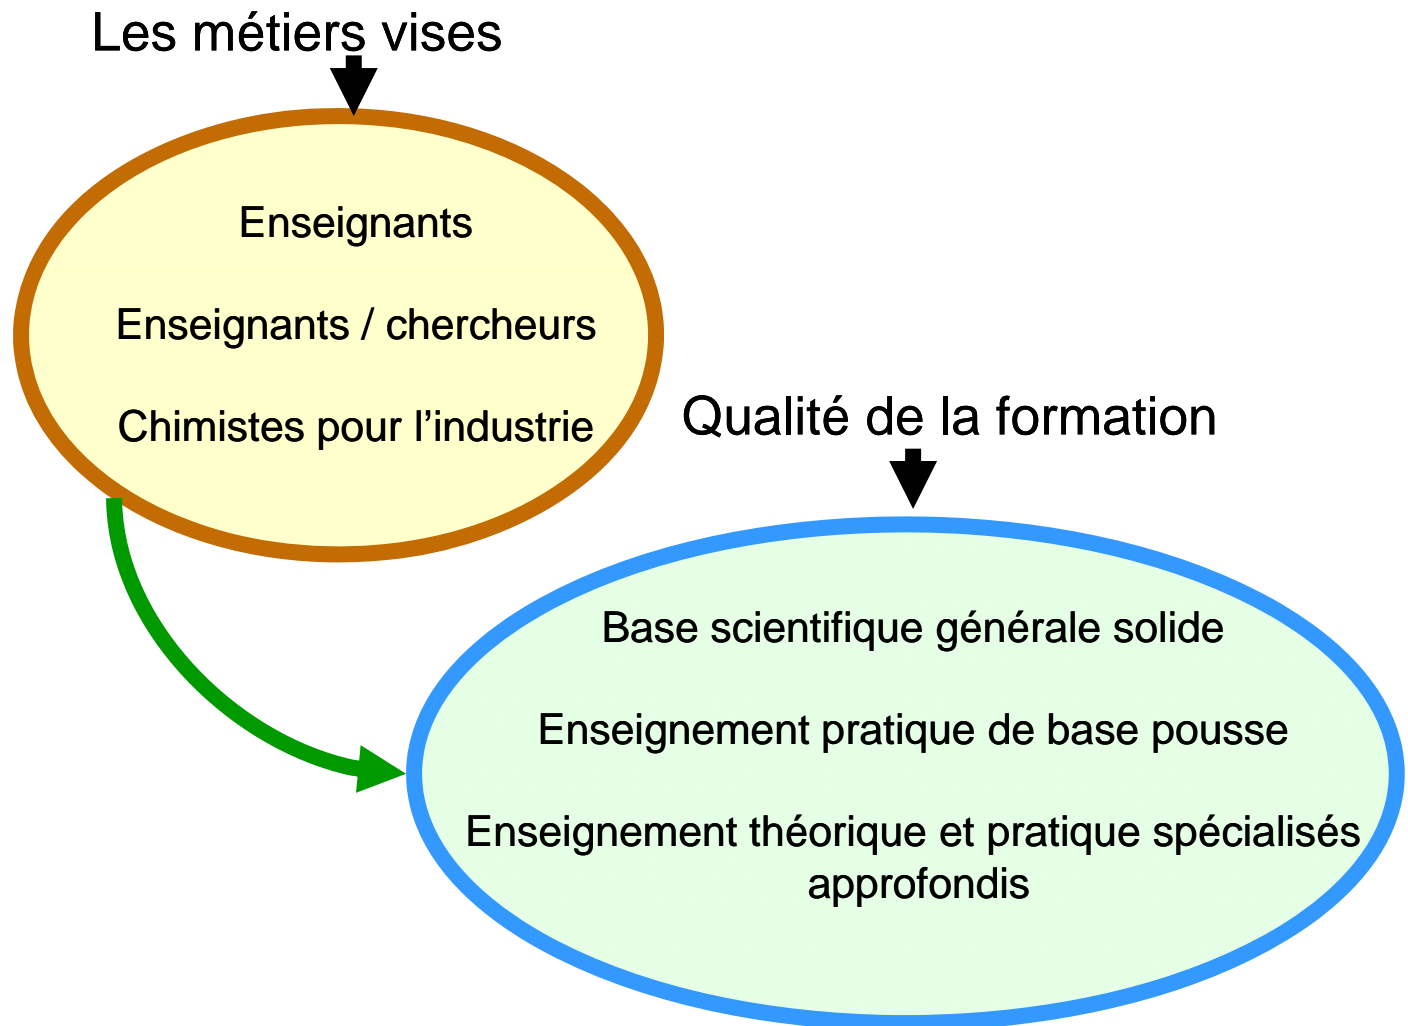 Les métiers vises
Enseignants
Enseignants / chercheurs
Chimistes pour l’industrie
Qualité de la formation
Base scientifique générale solide
Enseignement pratique de base pousse
Enseignement théorique et pratique spécialisés
approfondis